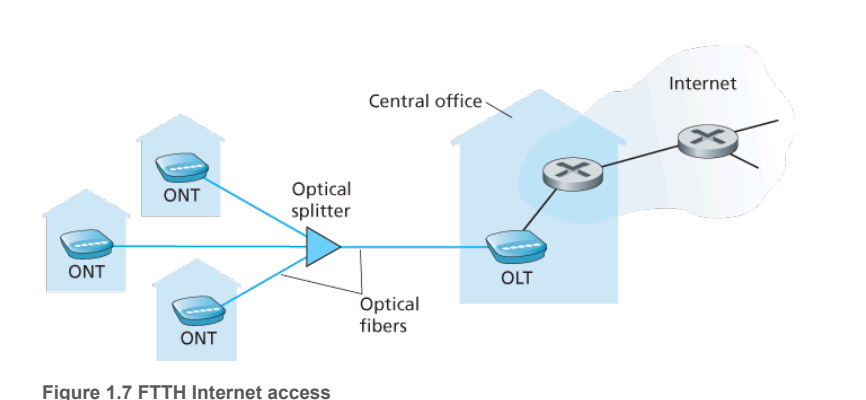 Internet
Central office
ONT
Optical
splitter
ONT
OLT
Optical
fibers
ONT
Figure 1.7 FTTH Internet access